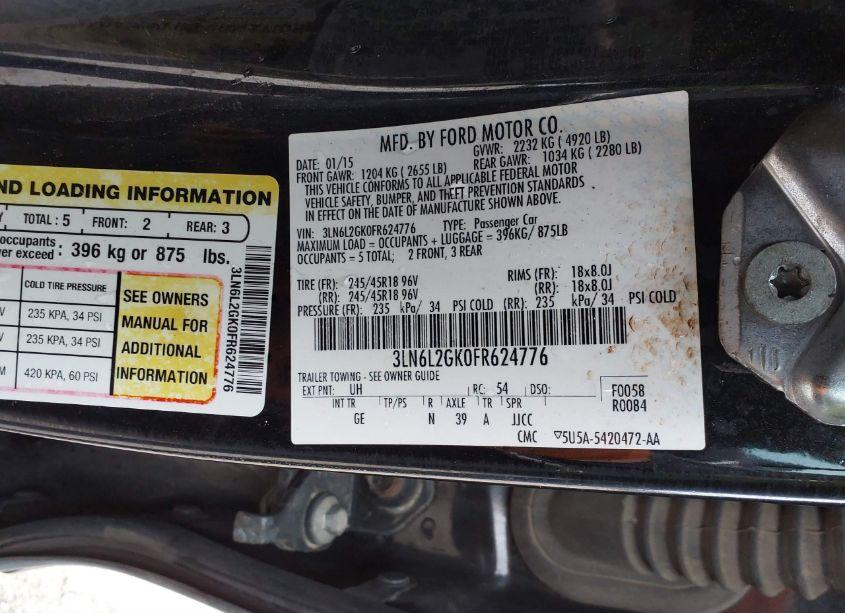 ND LOADING INFORMATION
TOTAL: 5 FRONT: 2 REAR: 3
occupants
er exceed: 396 kg or 875 lbs.
COLD TIRE PRESSURE
235 KPA, 34 PSI
235 KPA, 34 PSI
420 KPA, 60 PSI
SEE OWNERS
MANUAL FOR
ADDITIONAL
INFORMATION
3LN6L2GK0FR624776
MFD. BY FORD MOTOR CO.
DATE: 01/15 GVWR: 2232 KG ( 4920 LB)
FRONT GAWR: 1204 KG ( 2655 LB) REAR GAWR: 1034 KG ( 2280 LB)
THIS VEHICLE CONFORMS TO ALL APPLICABLE FEDERAL MOTOR
VEHICLE SAFETY, BUMPER, AND THEFT PREVENTION STANDARDS
IN EFFECT ON THE DATE OF MANUFACTURE SHOWN ABOVE.
VIN: 3LN6L2GK0FR624776 TYPE: Passenger Car
MAXIMUM LOAD = OCCUPANTS + LUGGAGE = 396KG/ 875LB
OCCUPANTS = 5 TOTAL; 2 FRONT, 3 REAR
TIRE (FR): 245/45R18 96V RIMS (FR): 18x8.0J
(RR): 245/45R18 96V (RR): 18x8.0J
PRESSURE (FR): 235 kPa/ 34 PSI COLD (RR): 235 kPa/ 34 PSI COLD
3LN6L2GK0FR624776
TRAILER TOWING - SEE OWNER GUIDE
EXT PNT: UH RC: 54 DSO: F0058
R0084
INT TR TP/PS R AXLE TR SPR
GE N 39 A JJCC
CMC ▽5U5A-5420472-AA